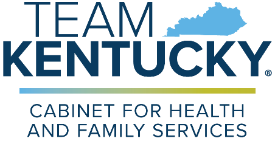 TEAM
KENTUCKY®
CABINET FOR HEALTH
AND FAMILY SERVICES